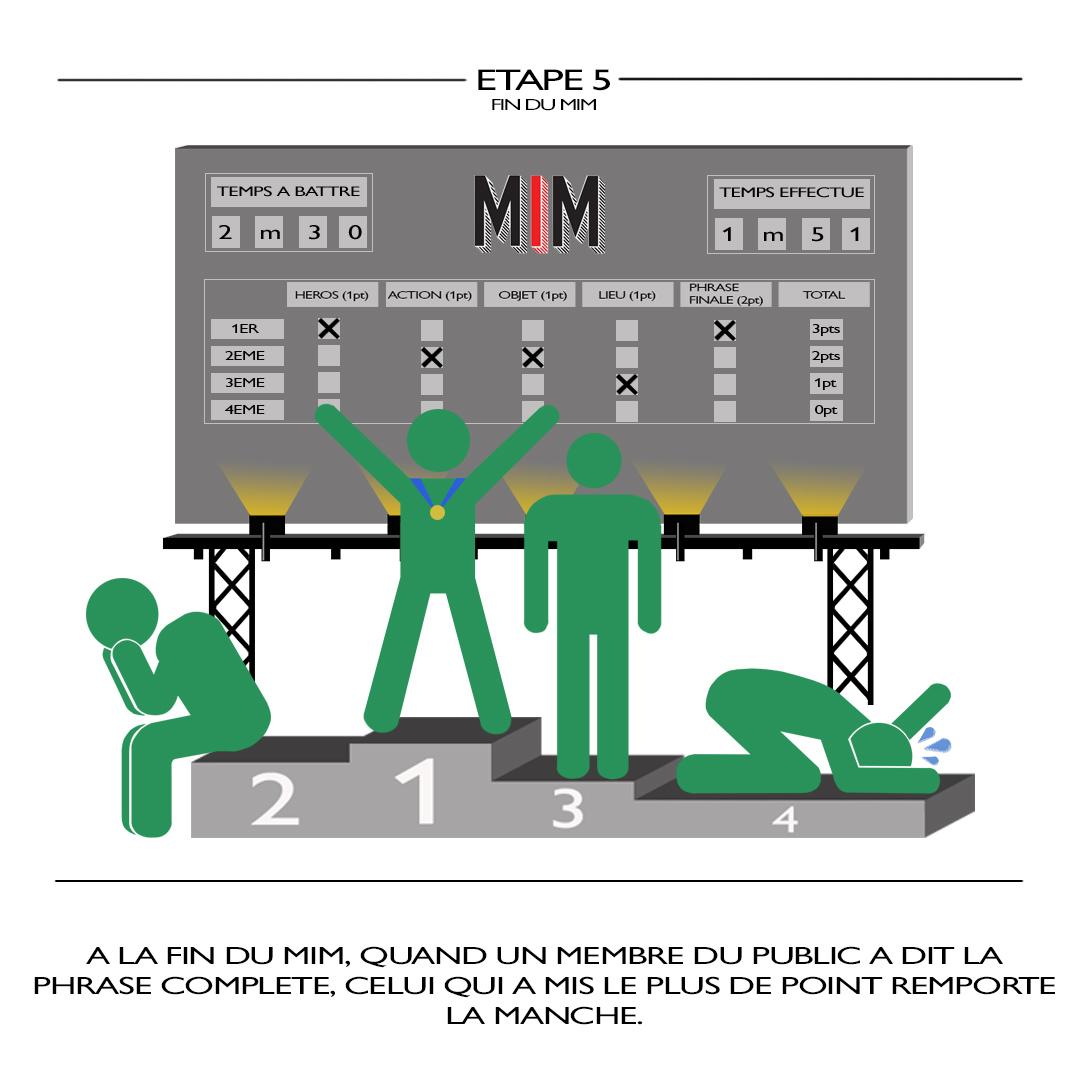 ETAPE 5
FIN DU MIM
TEMPS A BATTRE
2 m 3 0
MIM
TEMPS EFFECTUE
1 m 5 1
HEROS (1pt) ACTION (1pt) OBJET (1pt) LIEU (1pt) PHRASE FINALE (2pt) TOTAL
1ER 3pts
2EME 2pts
3EME 1pt
4EME 0pt
2 1 3 4
A LA FIN DU MIM, QUAND UN MEMBRE DU PUBLIC A DIT LA
PHRASE COMPLETE, CELUI QUI A MIS LE PLUS DE POINT REMPORTE
LA MANCHE.